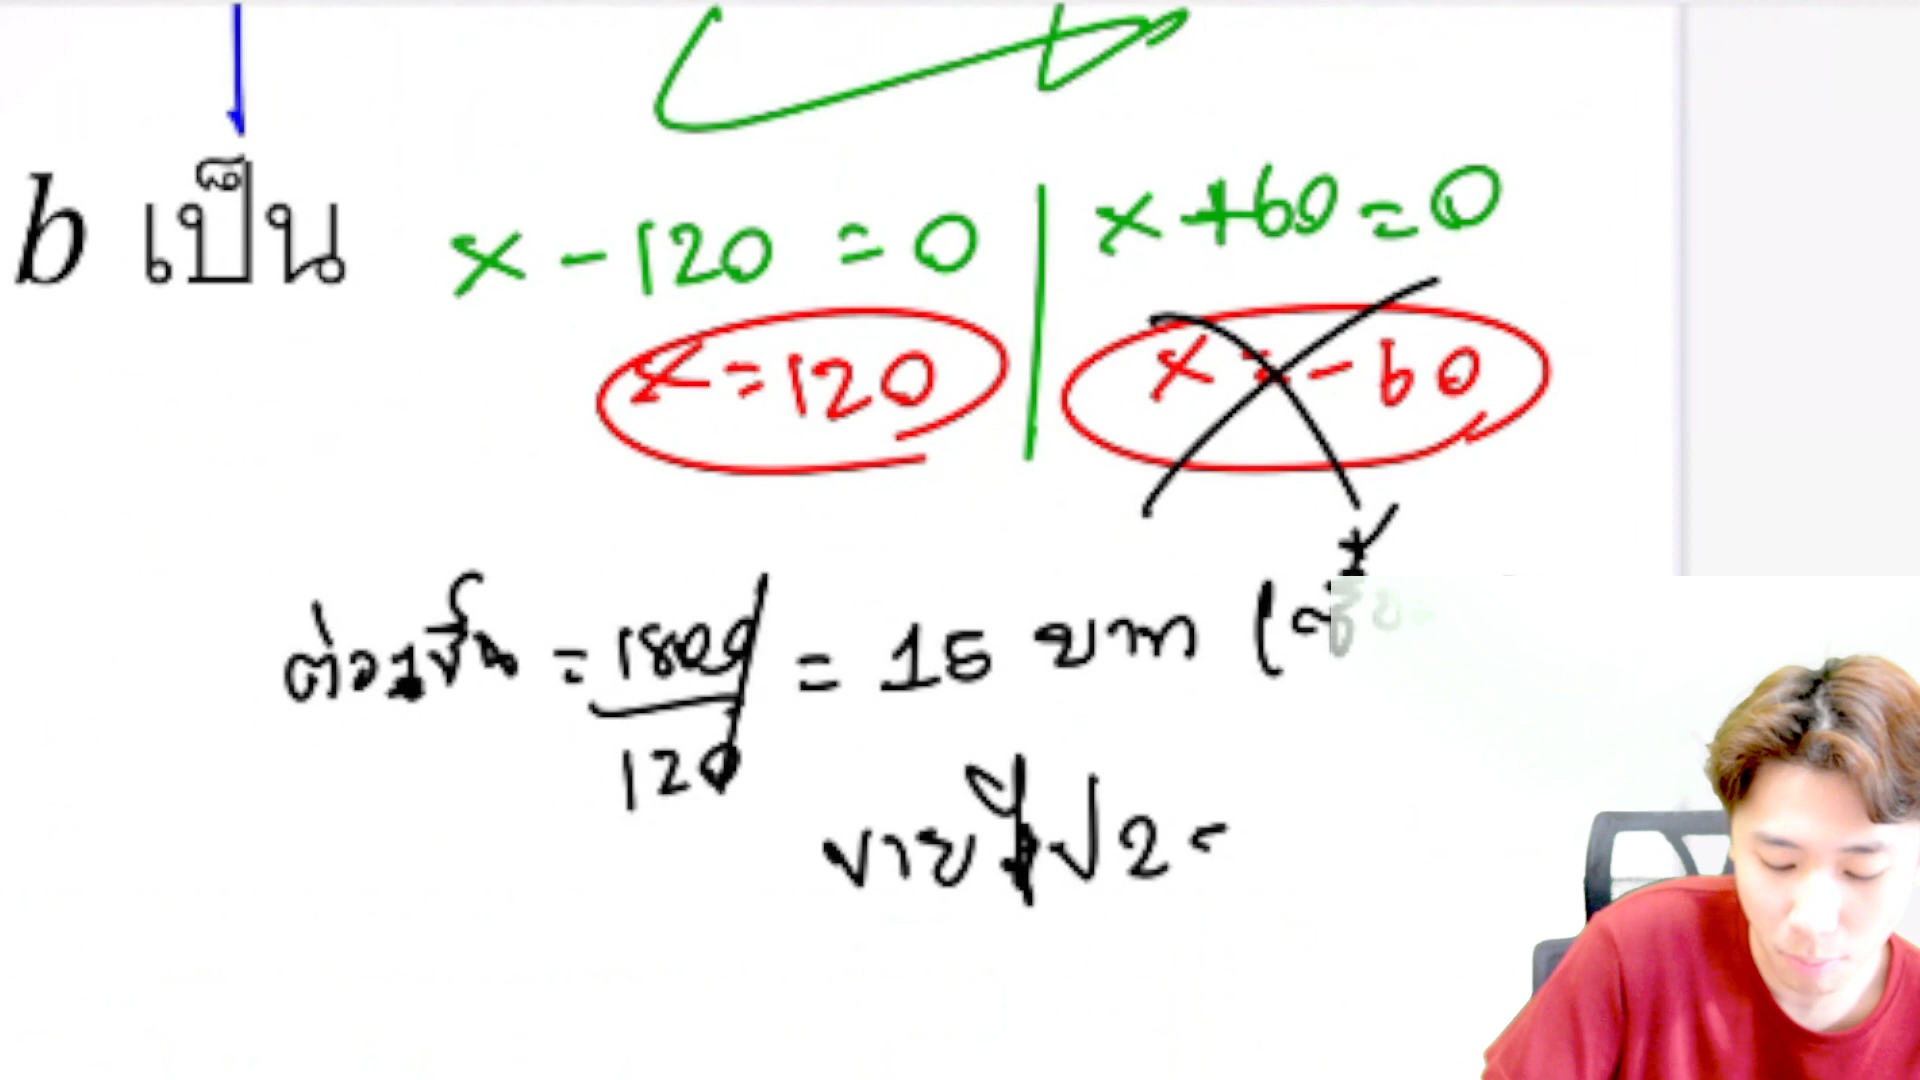 b เป็น
x - 120 = 0 | x + 60 = 0
x = 120 x = - 60
ต่อ 1 ชิ้น = 1800/120 = 15 บาท (
ขายไป 2